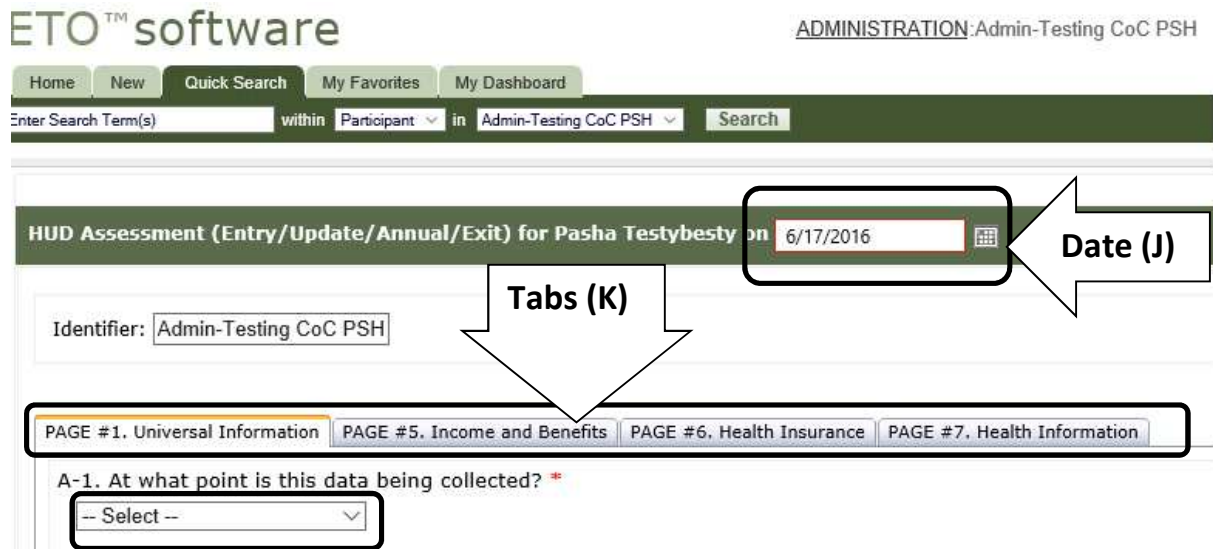 ETO™software
ADMINISTRATION:Admin-Testing CoC PSH
Home New Quick Search My Favorites My Dashboard
Enter Search Term(s) within Participant in Admin-Testing CoC PSH Search
HUD Assessment (Entry/Update/Annual/Exit) for Pasha Testybesty on 6/17/2016
Date (J)
Tabs (K)
Identifier: Admin-Testing CoC PSH
PAGE #1. Universal Information PAGE #5. Income and Benefits PAGE #6. Health Insurance PAGE #7. Health Information
A-1. At what point is this data being collected? *
-- Select --